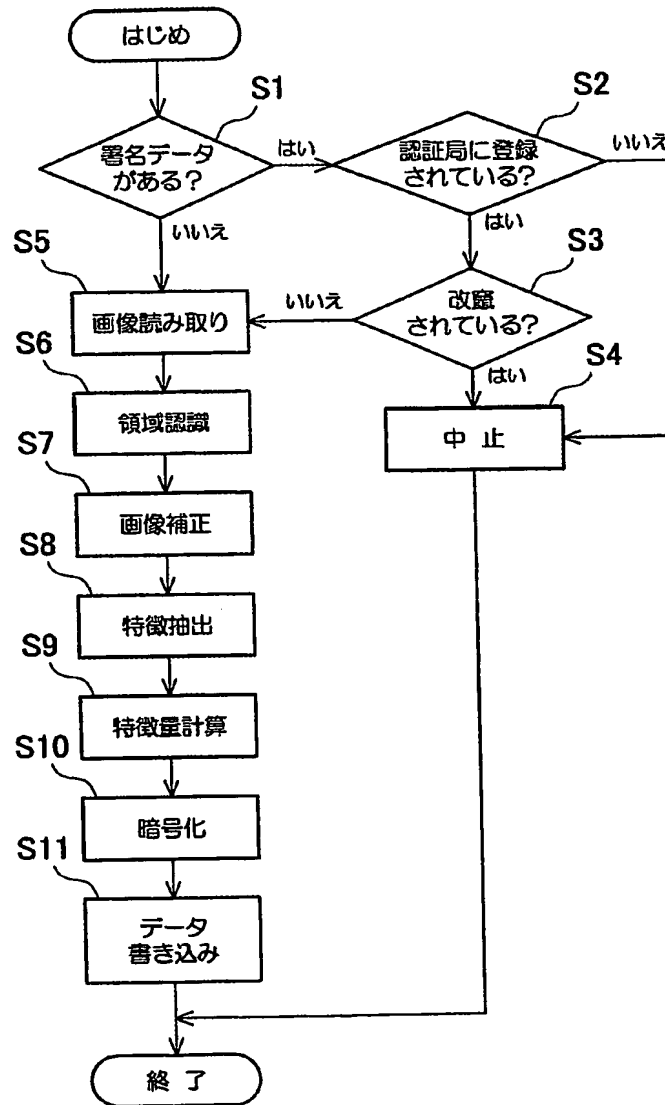 はじめ
S1
署名データ
がある?
はい
S2
認証局に登録
されている?
いいえ
はい
いいえ
S3
改竄
されている?
いいえ
はい
S4
中 止
S5
画像読み取り
S6
領域認識
S7
画像補正
S8
特徴抽出
S9
特徴量計算
S10
暗号化
S11
データ
書き込み
終 了